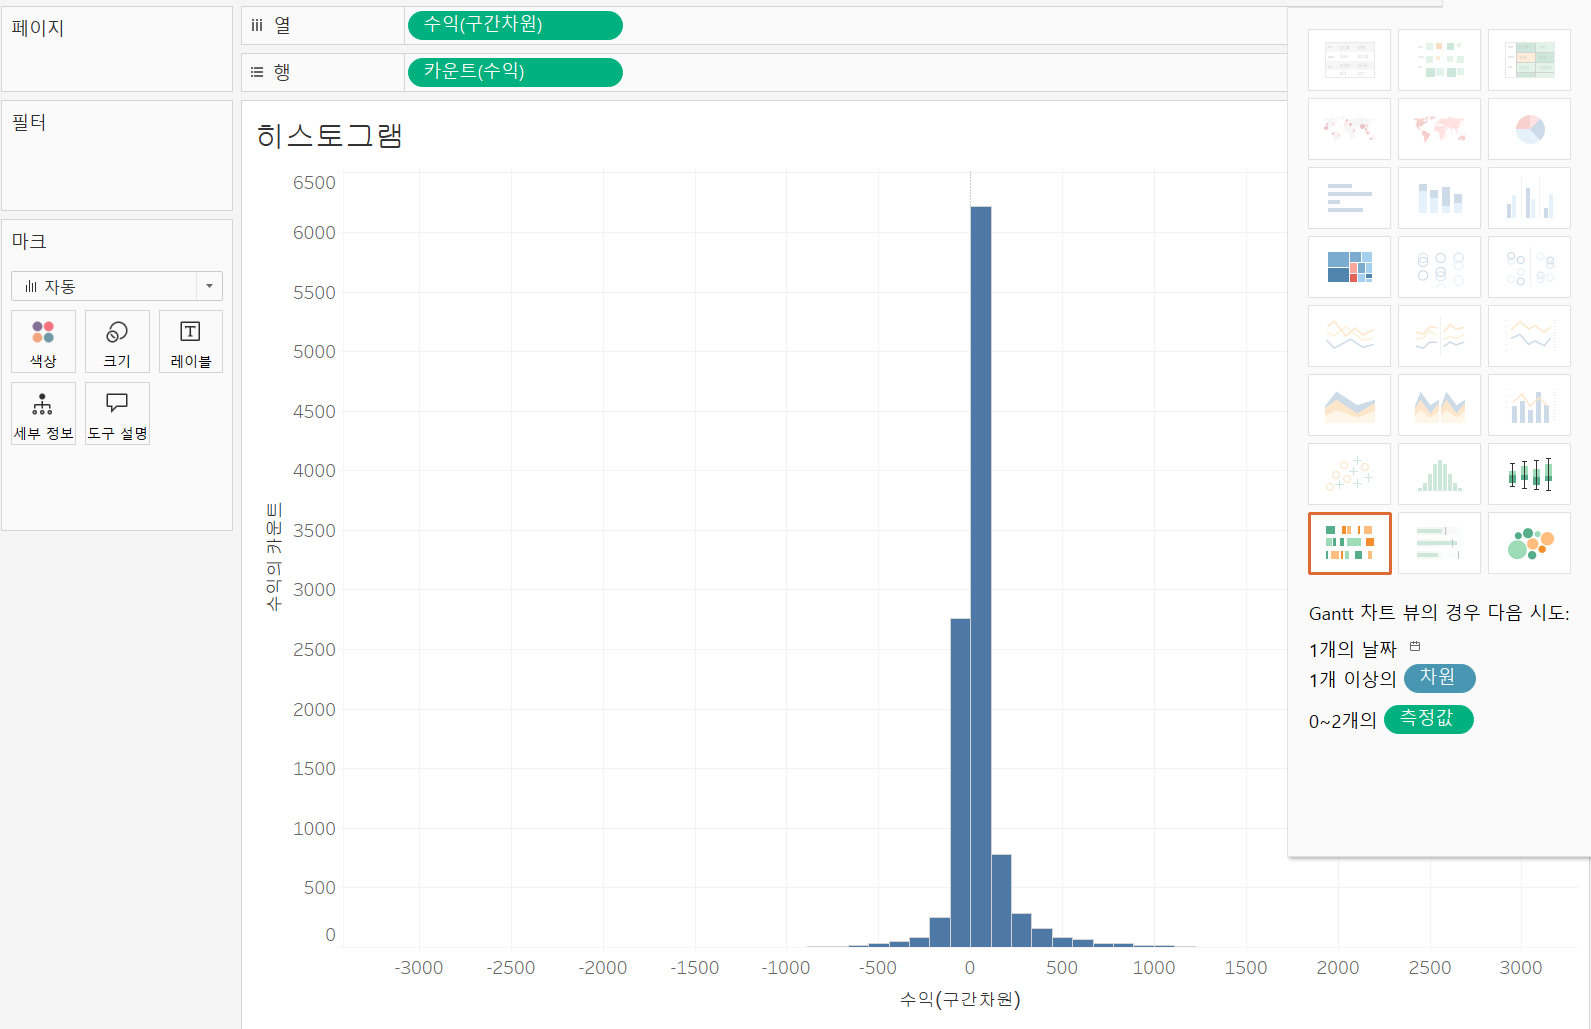 페이지
필터
마크
자동
색상
크기
레이블
세부 정보
도구 설명
열
수익(구간차원)
행
카운트(수익)
히스토그램
수익의 카운트
6500
6000
5500
5000
4500
4000
3500
3000
2500
2000
1500
1000
500
0
-3000
-2500
-2000
-1500
-1000
-500
0
500
1000
1500
2000
2500
3000
수익(구간차원)
Gantt 차트 뷰의 경우 다음 시도:
1개의 날짜
1개 이상의 차원
0~2개의 측정값